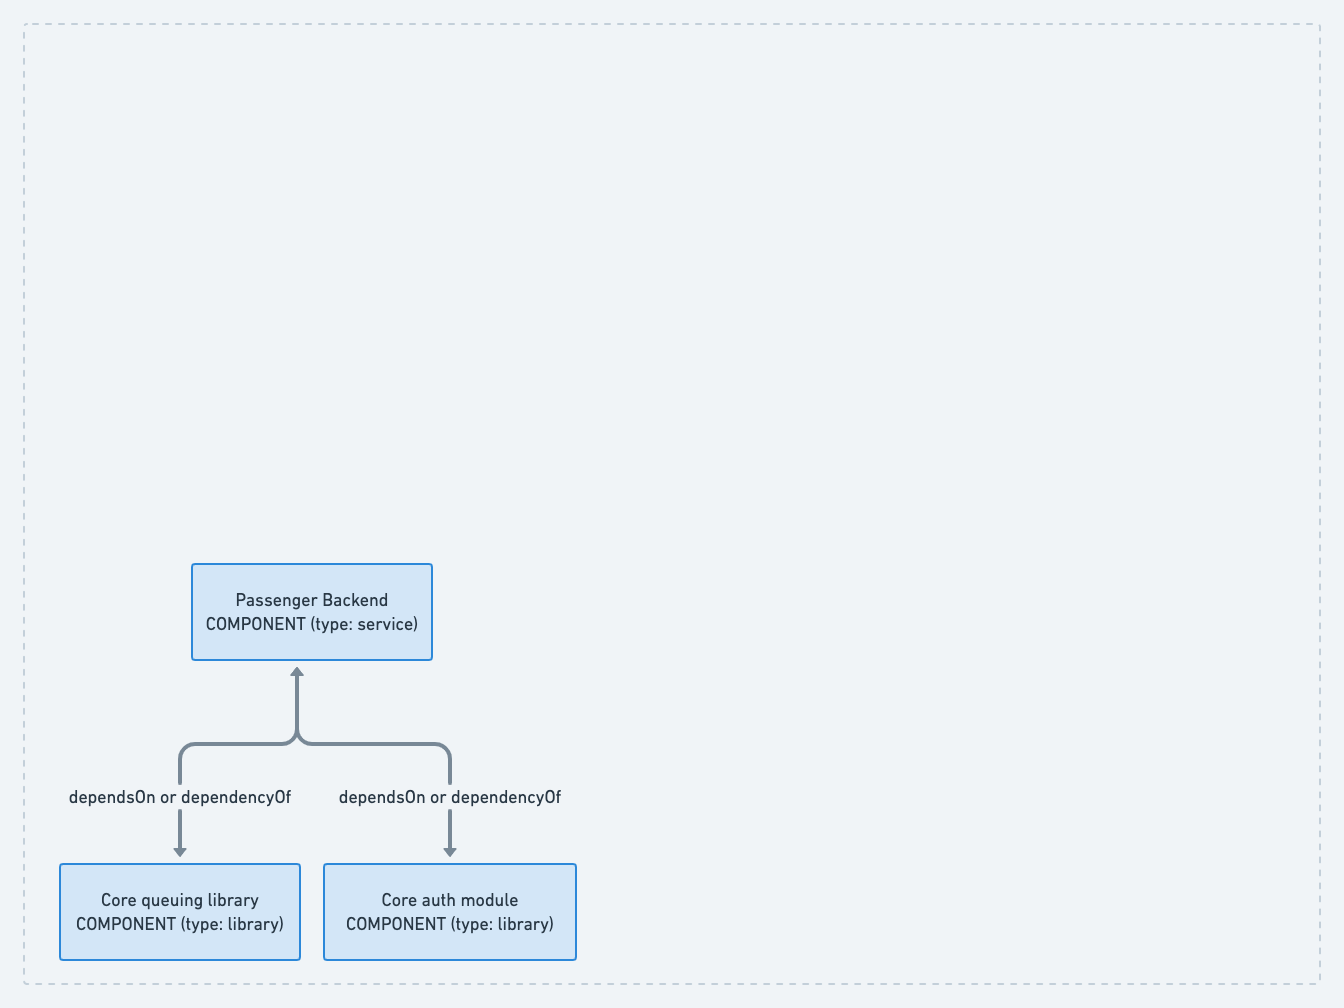 Passenger Backend
COMPONENT (type: service)
dependsOn or dependencyOf
dependsOn or dependencyOf
Core queuing library
COMPONENT (type: library)
Core auth module
COMPONENT (type: library)